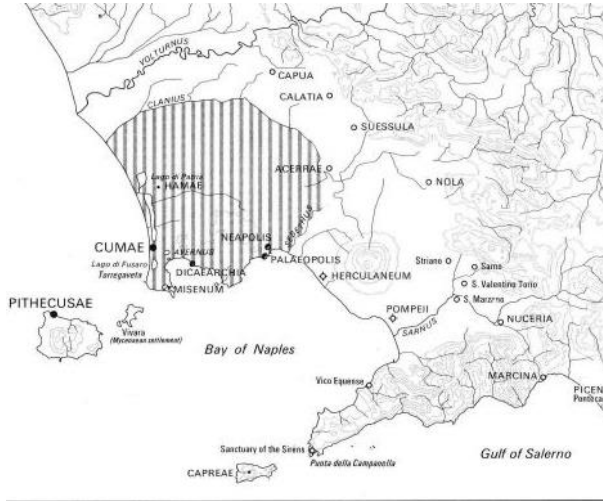 VOLTURNUS
CAPUA
CLANIUS
CALATIA
SUESSULA
ACERRAE
Lago di Patria
HAMAE
NOLA
SEBETHUS
NEAPOLIS
CUMAE
AVERNUS
PALAEOPOLIS
Striano
Sarno
Lago di Fusaro
DICAEARCHIA
HERCULANEUM
S. Valentino Torio
Torregaveta
MISENUM
S. Marzano
PITHECUSAE
POMPEII
NUCERIA
SARNUS
Vivara
(Mycenaean settlement)
Bay of Naples
MARCINA
PICEN
Vico Equense
Ponteca
Sanctuary of the Sirens
Punta della Campanella
Gulf of Salerno
CAPREAE